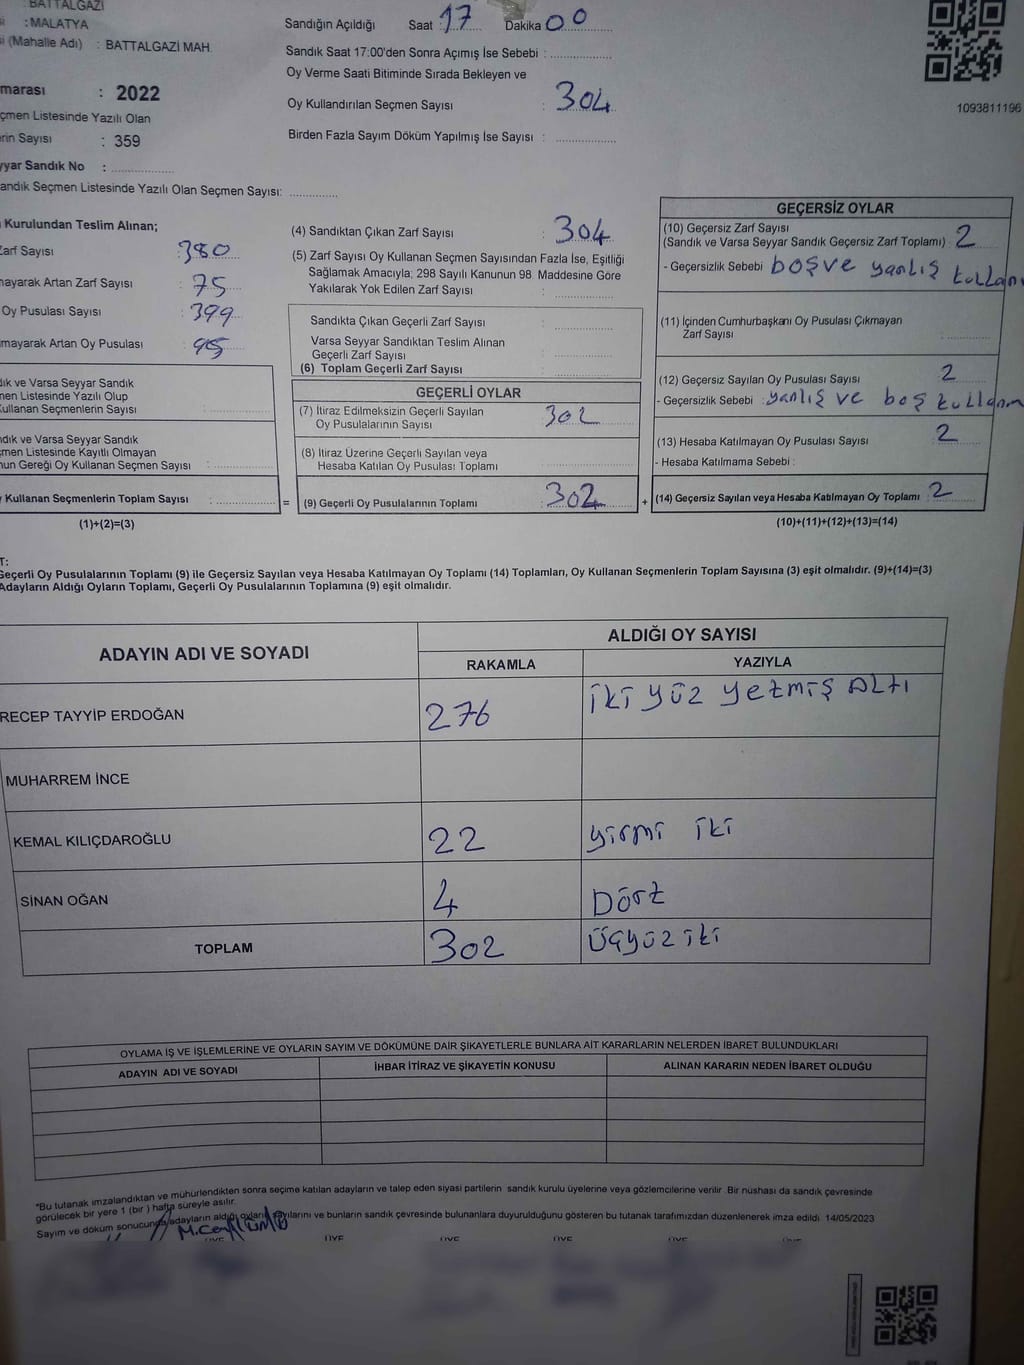 : BATTALGAZİ
: MALATYA
(Mahalle Adı) : BATTALGAZİ MAH.
marası : 2022
çmen Listesinde Yazılı Olan
rin Sayısı : 359
yyar Sandık No :
andık Seçmen Listesinde Yazılı Olan Seçmen Sayısı:
Sandığın Açıldığı Saat : 17 Dakika 00
Sandık Saat 17:00'den Sonra Açımış İse Sebebi :
Oy Verme Saati Bitiminde Sırada Bekleyen ve
Oy Kullandırılan Seçmen Sayısı : 304
Birden Fazla Sayım Döküm Yapılmış İse Sayısı :
1093811196
Kurulundan Teslim Alınan;
Zarf Sayısı : 380
mayarak Artan Zarf Sayısı : 75
Oy Pusulası Sayısı : 399
mayarak Artan Oy Pusulası : 95
dık ve Varsa Seyyar Sandık
men Listesinde Yazılı Olup
Kullanan Seçmenlerin Sayısı :
ndık ve Varsa Seyyar Sandık
çmen Listesinde Kayıtlı Olmayan
nun Gereği Oy Kullanan Seçmen Sayısı :
Kullanan Seçmenlerin Toplam Sayısı :
(1)+(2)=(3)
(4) Sandıktan Çıkan Zarf Sayısı : 304
(5) Zarf Sayısı Oy Kullanan Seçmen Sayısından Fazla İse, Eşitliği
Sağlamak Amacıyla; 298 Sayılı Kanunun 98 Maddesine Göre
Yakılarak Yok Edilen Zarf Sayısı :
Sandıkta Çıkan Geçerli Zarf Sayısı :
Varsa Seyyar Sandıktan Teslim Alınan
Geçerli Zarf Sayısı :
(6) Toplam Geçerli Zarf Sayısı :
GEÇERLİ OYLAR
(7) İtiraz Edilmeksizin Geçerli Sayılan
Oy Pusulalarının Sayısı : 302
(8) İtiraz Üzerine Geçerli Sayılan veya
Hesaba Katılan Oy Pusulası Toplamı :
= (9) Geçerli Oy Pusulalarının Toplamı : 302 +
GEÇERSİZ OYLAR
(10) Geçersiz Zarf Sayısı
(Sandık ve Varsa Seyyar Sandık Geçersiz Zarf Toplamı) : 2
- Geçersizlik Sebebi : boş ve yanlış kullanı
(11) İçinden Cumhurbaşkanı Oy Pusulası Çıkmayan
Zarf Sayısı :
(12) Geçersiz Sayılan Oy Pusulası Sayısı : 2
- Geçersizlik Sebebi : yanlış ve boş kullanım
(13) Hesaba Katılmayan Oy Pusulası Sayısı : 2
- Hesaba Katılmama Sebebi :
(14) Geçersiz Sayılan veya Hesaba Katılmayan Oy Toplamı : 2
(10)+(11)+(12)+(13)=(14)
T:
Geçerli Oy Pusulalarının Toplamı (9) ile Geçersiz Sayılan veya Hesaba Katılmayan Oy Toplamı (14) Toplamları, Oy Kullanan Seçmenlerin Toplam Sayısına (3) eşit olmalıdır. (9)+(14)=(3)
Adayların Aldığı Oyların Toplamı, Geçerli Oy Pusulalarının Toplamına (9) eşit olmalıdır.
ADAYIN ADI VE SOYADI ALDIĞI OY SAYISI
RAKAMLA YAZIYLA
RECEP TAYYİP ERDOĞAN 276 iki yüz yetmiş ALTI
MUHARREM İNCE
KEMAL KILIÇDAROĞLU 22 yirmi iki
SİNAN OĞAN 4 Dört
TOPLAM 302 Üçyüz iki
OYLAMA İŞ VE İŞLEMLERİNE VE OYLARIN SAYIM VE DÖKÜMÜNE DAİR ŞİKAYETLERLE BUNLARA AİT KARARLARIN NELERDEN İBARET BULUNDUKLARI
ADAYIN ADI VE SOYADI İHBAR İTİRAZ VE ŞİKAYETİN KONUSU ALINAN KARARIN NEDEN İBARET OLDUĞU
*Bu tutanak imzalandıktan ve mühürlendikten sonra seçime katılan adayların ve talep eden siyasi partilerin sandık kurulu üyelerine veya gözlemcilerine verilir. Bir nüshası da sandık çevresinde
görülecek bir yere 1 (bir) hafta süreyle asılır.
Sayım ve döküm sonucunda adayların aldığı oyların sayılarını ve bunların sandık çevresinde bulunanlara duyurulduğunu gösteren bu tutanak tarafımızdan düzenlenerek imza edildi. 14/05/2023
ÜYE ÜYE ÜYE ÜYE ÜYE